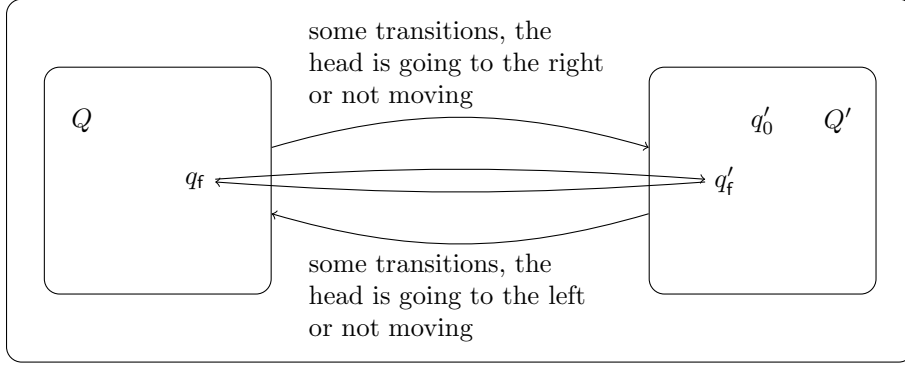 some transitions, the
head is going to the right
or not moving
Q
q′0
Q′
qf
q′f
some transitions, the
head is going to the left
or not moving